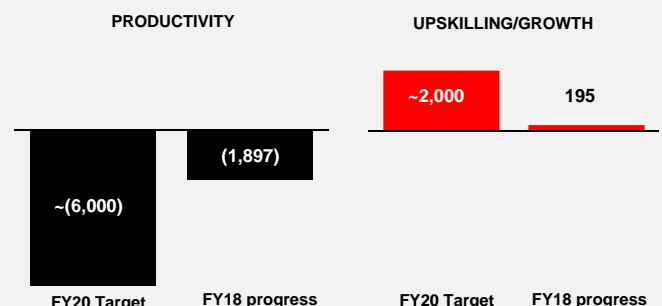 PRODUCTIVITY
UPSKILLING/GROWTH
~2,000
195
(1,897)
~(6,000)
FY20 Target
FY18 progress
FY20 Target
FY18 progress